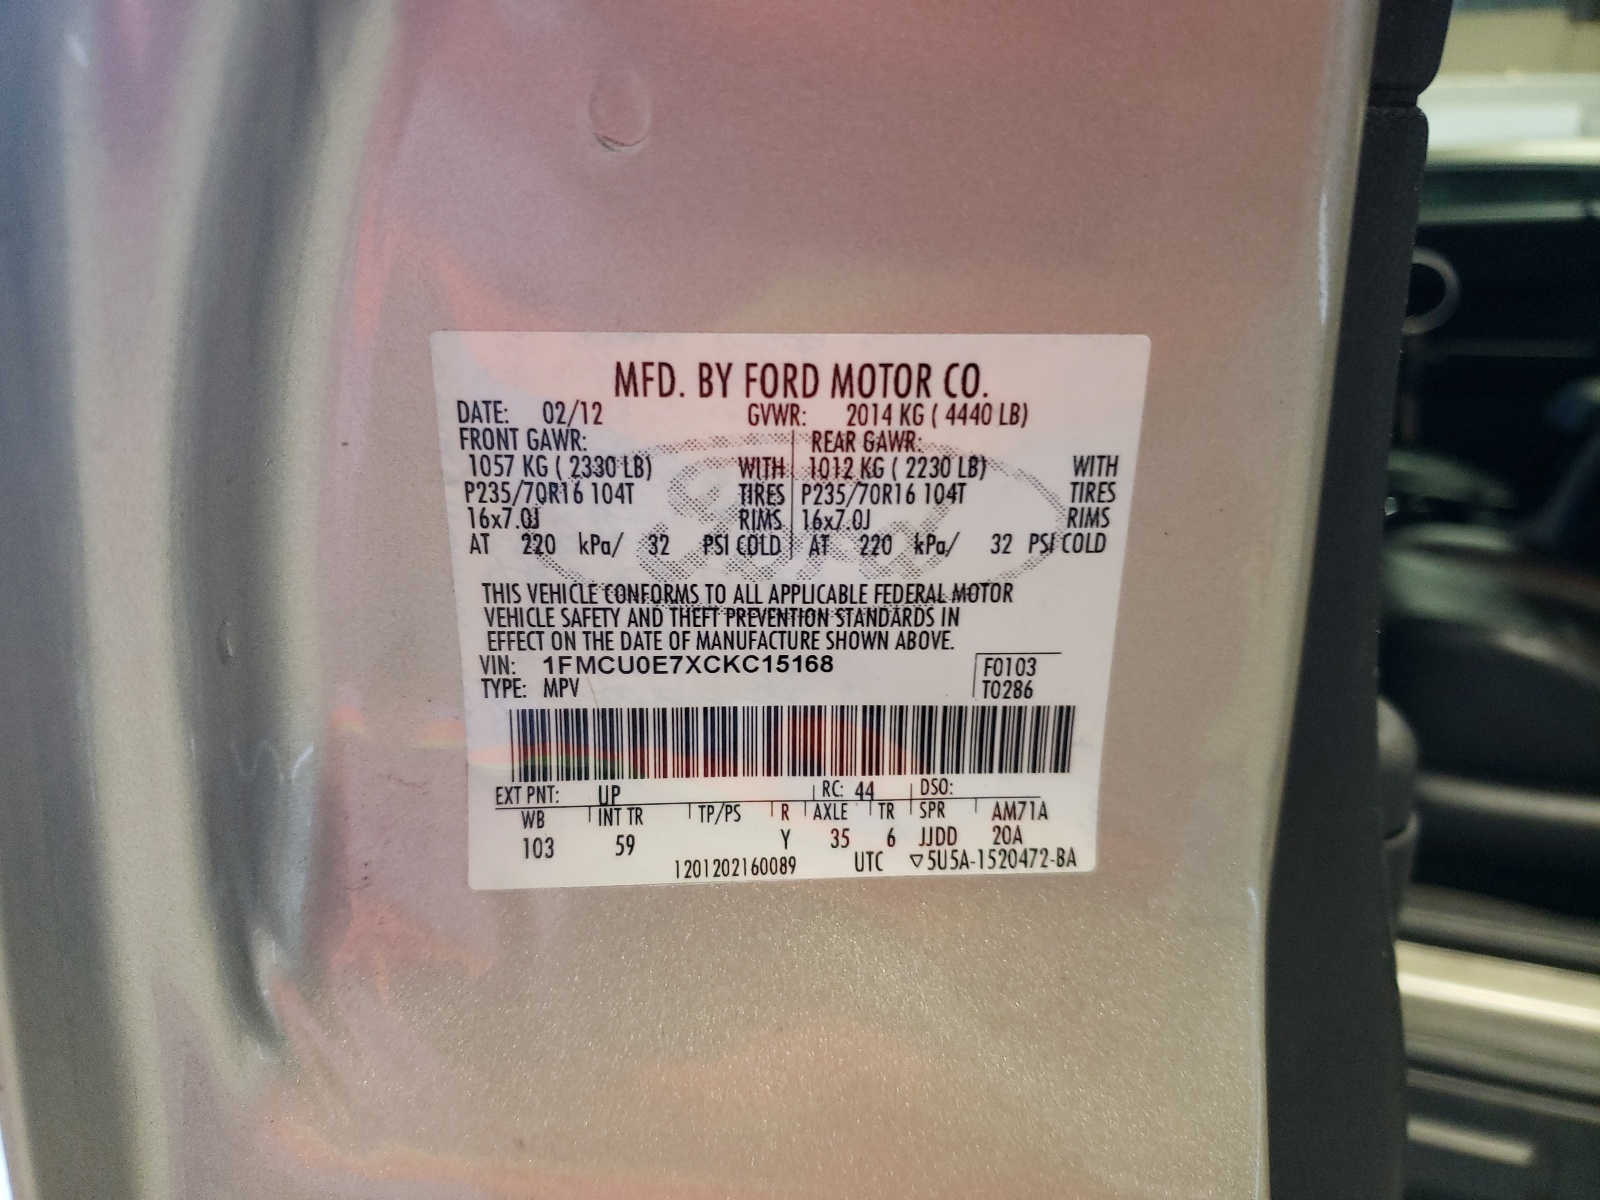 MFD. BY FORD MOTOR CO.
DATE: 02/12 GVWR: 2014 KG ( 4440 LB)
FRONT GAWR: REAR GAWR:
1057 KG ( 2330 LB) WITH 1012 KG ( 2230 LB) WITH
P235/70R16 104T TIRES P235/70R16 104T TIRES
16x7.0J RIMS 16x7.0J RIMS
AT 220 kPa/ 32 PSI COLD AT 220 kPa/ 32 PSI COLD
Ford
THIS VEHICLE CONFORMS TO ALL APPLICABLE FEDERAL MOTOR
VEHICLE SAFETY AND THEFT PREVENTION STANDARDS IN
EFFECT ON THE DATE OF MANUFACTURE SHOWN ABOVE.
VIN: 1FMCU0E7XCKC15168 F0103
TYPE: MPV T0286
EXT PNT: UP RC: 44 DSO:
WB INT TR TP/PS R AXLE TR SPR AM71A
103 59 Y 35 6 JJDD 20A
1201202160089 UTC ▽5U5A-1520472-BA